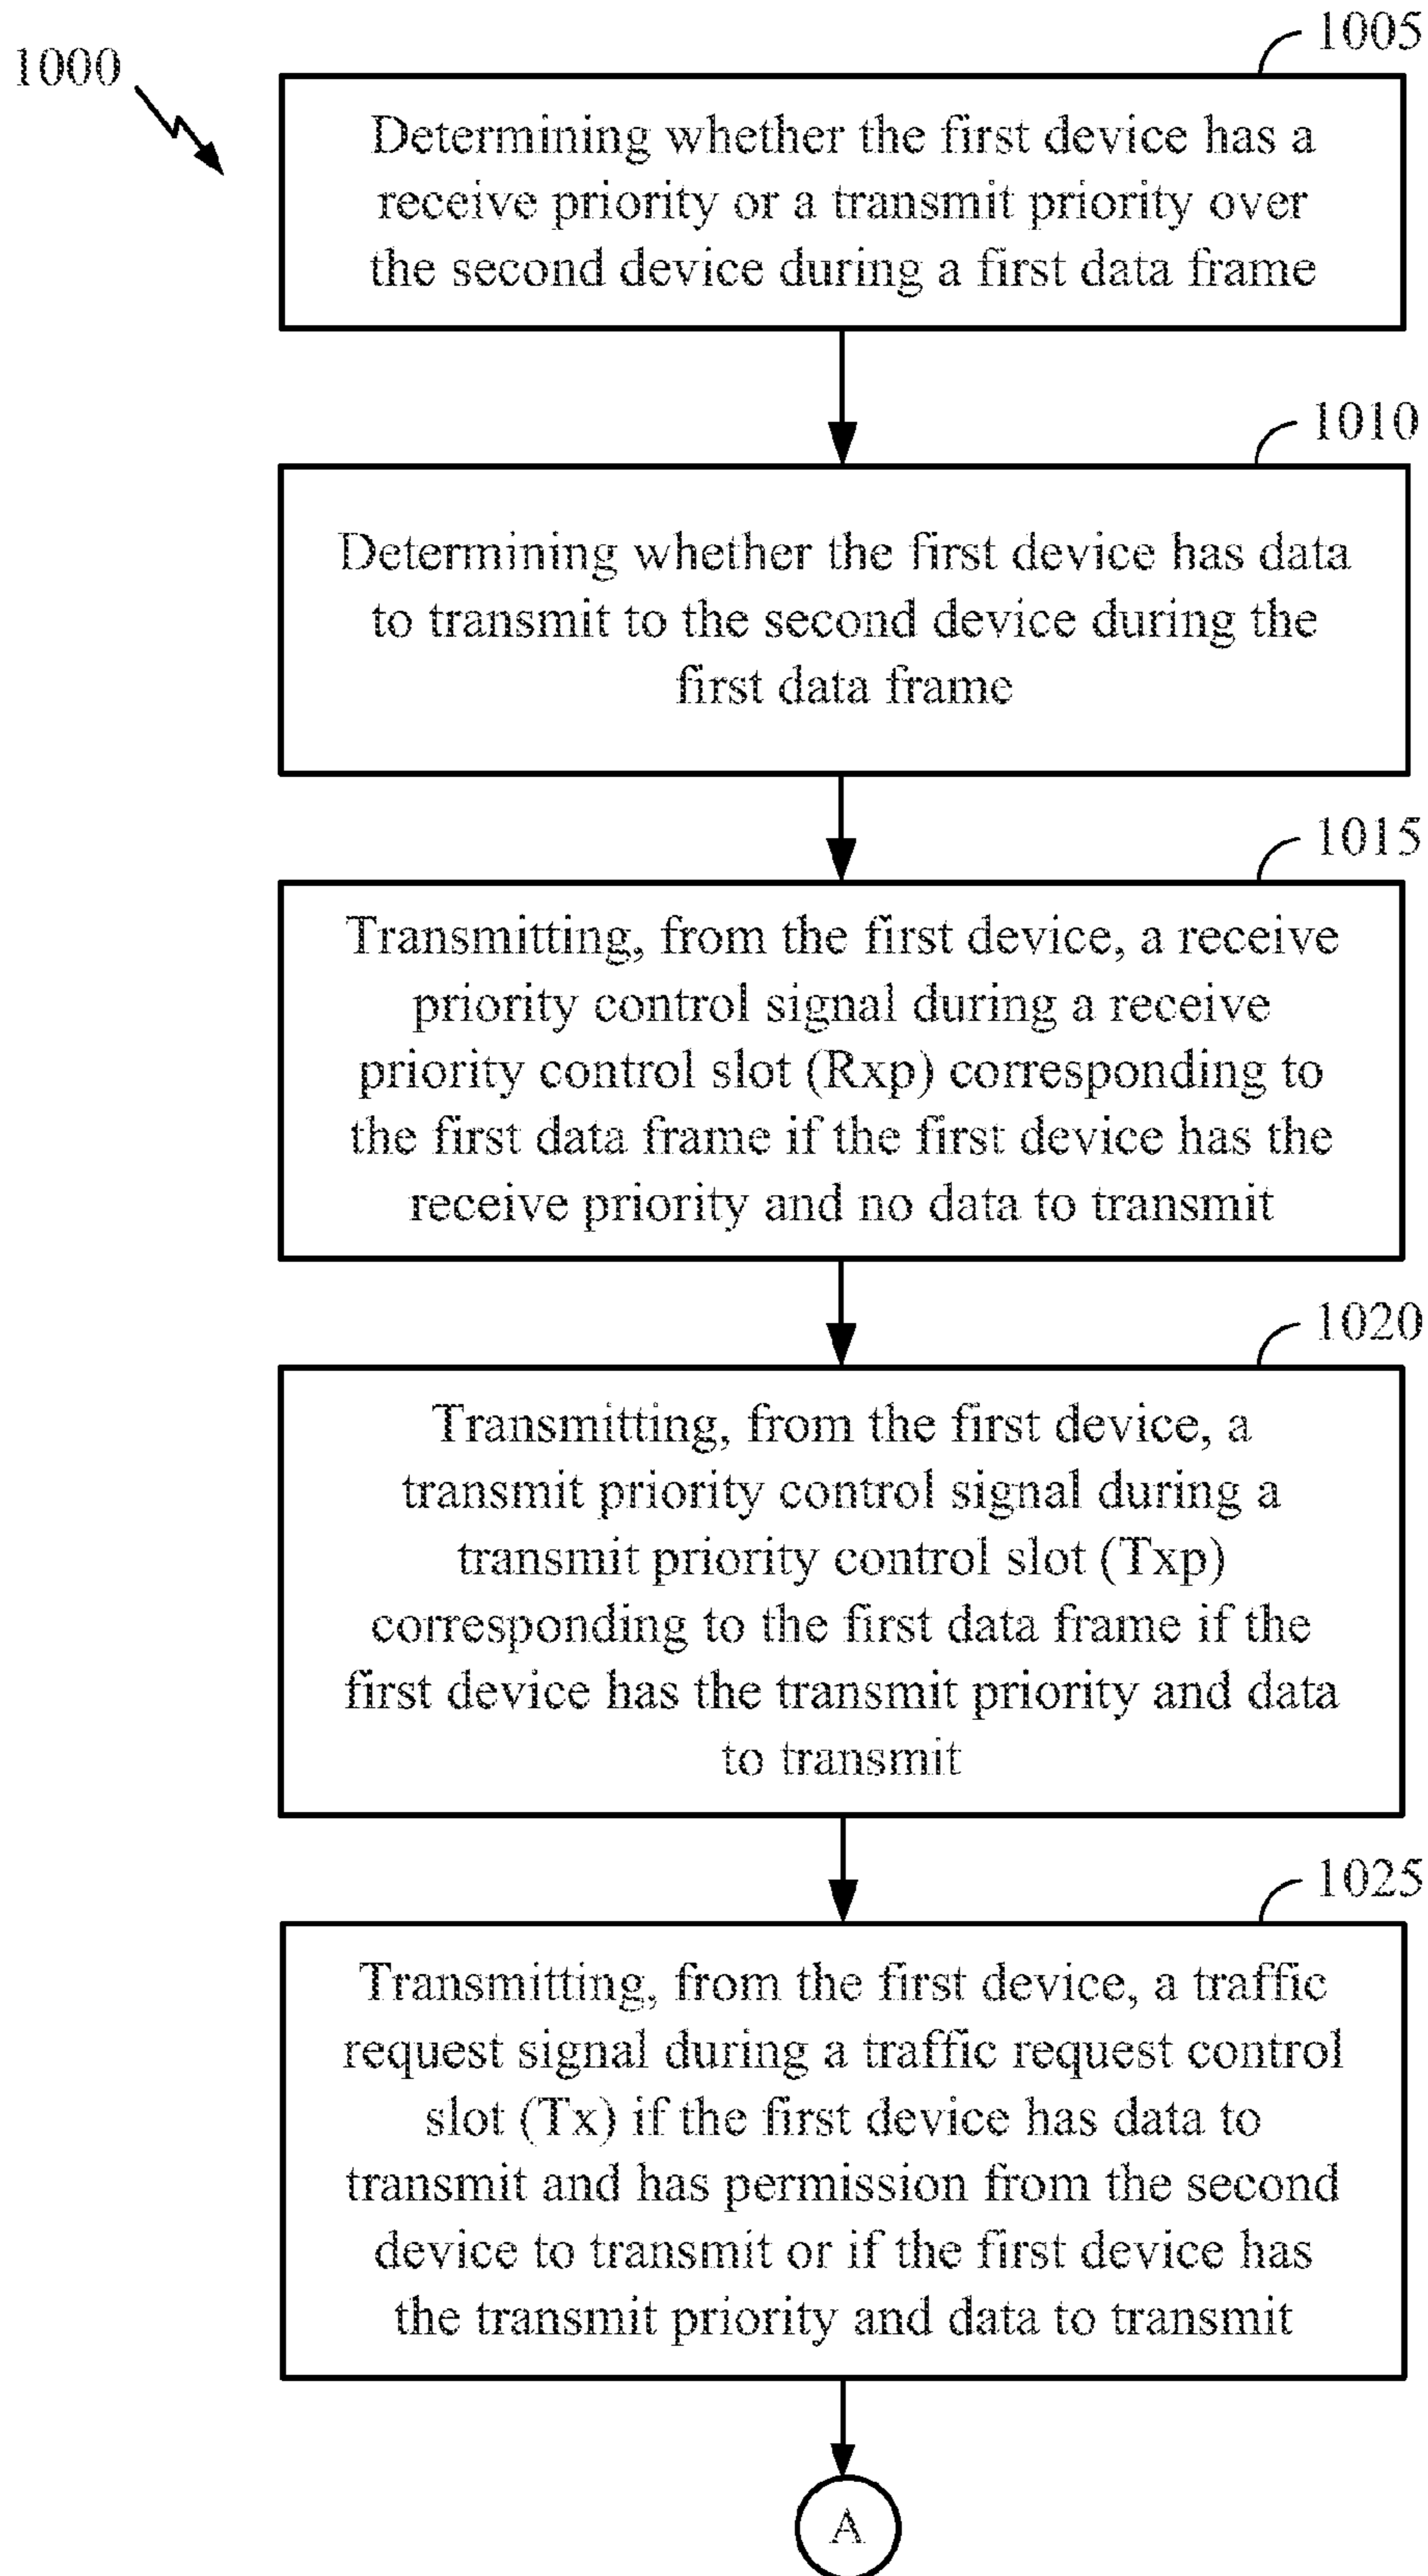 1000
1005
Determining whether the first device has a
receive priority or a transmit priority over
the second device during a first data frame
1010
Determining whether the first device has data
to transmit to the second device during the
first data frame
1015
Transmitting, from the first device, a receive
priority control signal during a receive
priority control slot (Rxp) corresponding to
the first data frame if the first device has the
receive priority and no data to transmit
1020
Transmitting, from the first device, a
transmit priority control signal during a
transmit priority control slot (Txp)
corresponding to the first data frame if the
first device has the transmit priority and data
to transmit
1025
Transmitting, from the first device, a traffic
request signal during a traffic request control
slot (Tx) if the first device has data to
transmit and has permission from the second
device to transmit or if the first device has
the transmit priority and data to transmit
A